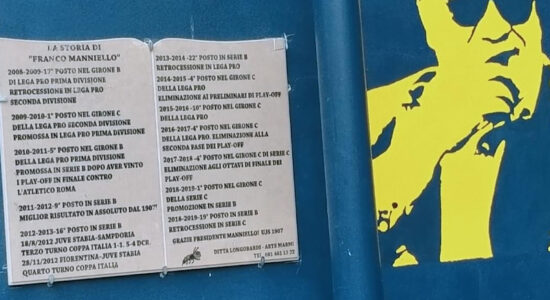 LA STORIA DI
"FRANCO MANNIELLO"
2008-2009-17° POSTO NEL GIRONE B
DI LEGA PRO PRIMA DIVISIONE
RETROCESSIONE IN LEGA PRO
SECONDA DIVISIONE
2009-2010-1° POSTO NEL GIRONE C
DELLA LEGA PRO SECONDA DIVISIONE
PROMOSSA IN LEGA PRO PRIMA DIVISIONE
2010-2011-5° POSTO NEL GIRONE B
DELLA LEGA PRO PRIMA DIVISIONE
PROMOSSA IN SERIE B DOPO AVER VINTO
I PLAY-OFF IN FINALE CONTRO
L'ATLETICO ROMA
2011-2012-9° POSTO IN SERIE B
MIGLIOR RISULTATO IN ASSOLUTO DAL 1907
2012-2013-16° POSTO IN SERIE B
18/8/2012 JUVE STABIA-SAMPDORIA
TERZO TURNO COPPA ITALIA 1-1. 5-4 DCR.
28/11/2012 FIORENTINA-JUVE STABIA
QUARTO TURNO COPPA ITALIA
2013-2014-22° POSTO IN SERIE B
RETROCESSIONE IN LEGA PRO
2014-2015-4° POSTO NEL GIRONE C
DELLA LEGA PRO
ELIMINAZIONE AI PRELIMINARI DI PLAY-OFF
2015-2016-10° POSTO NEL GIRONE C
DELLA LEGA PRO
2016-2017-4° POSTO NEL GIRONE C
DELLA LEGA PRO. ELIMINAZIONE ALLA
SECONDA FASE DEI PLAY-OFF
2017-2018-4° POSTO NEL GIRONE C DI SERIE C
ELIMINAZIONE AGLI OTTAVI DI FINALE DEI
PLAY-OFF
2018-2019-1° POSTO NEL GIRONE C
DELLA SERIE C
PROMOZIONE IN SERIE B
2018-2019-19° POSTO IN SERIE B
RETROCESSIONE IN SERIE C
GRAZIE PRESIDENTE MANNIELLO! UJS 1907
DITTA LONGOBARDI - ARTE MARMI
TEL 081 462 13 32